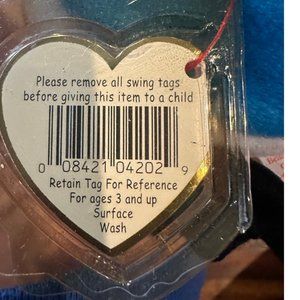 Please remove all swing tags
before giving this item to a child
0 08421 04202 9
Retain Tag For Reference
For ages 3 and up
Surface
Wash